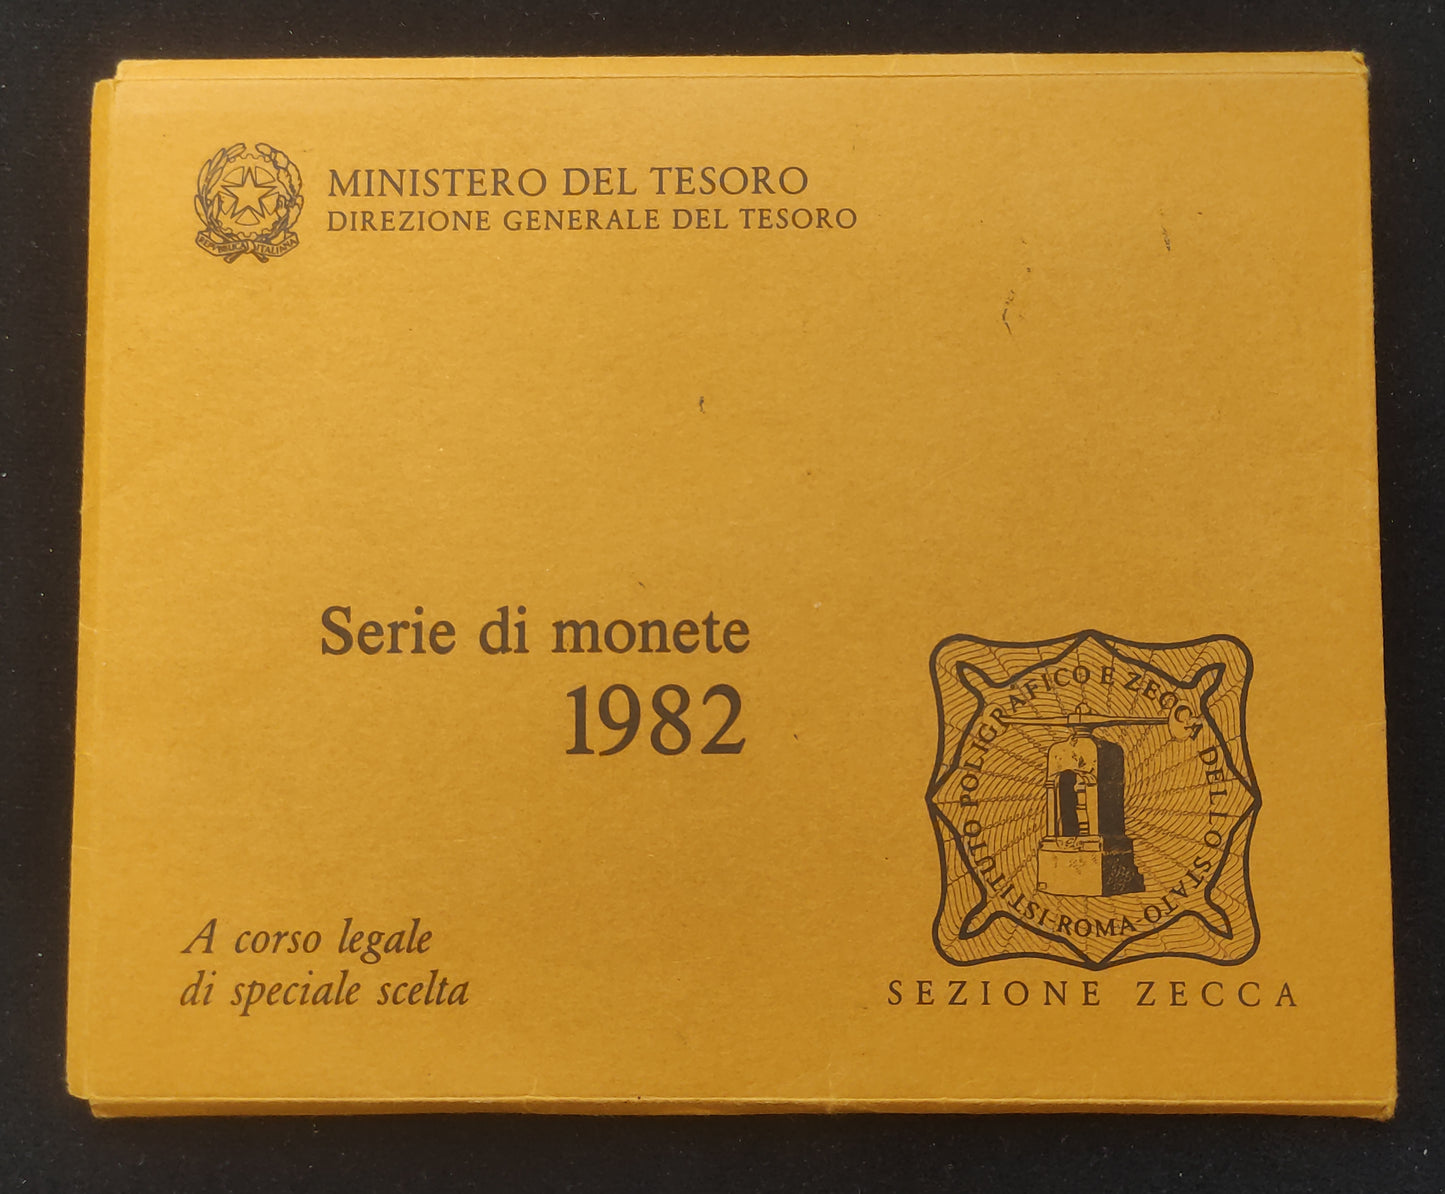 MINISTERO DEL TESORO
DIREZIONE GENERALE DEL TESORO
REPVBBLICA ITALIANA
Serie di monete
1982
A corso legale
di speciale scelta
ISTITUTO POLIGRAFICO E ZECCA DELLO STATO - ROMA -
SEZIONE ZECCA